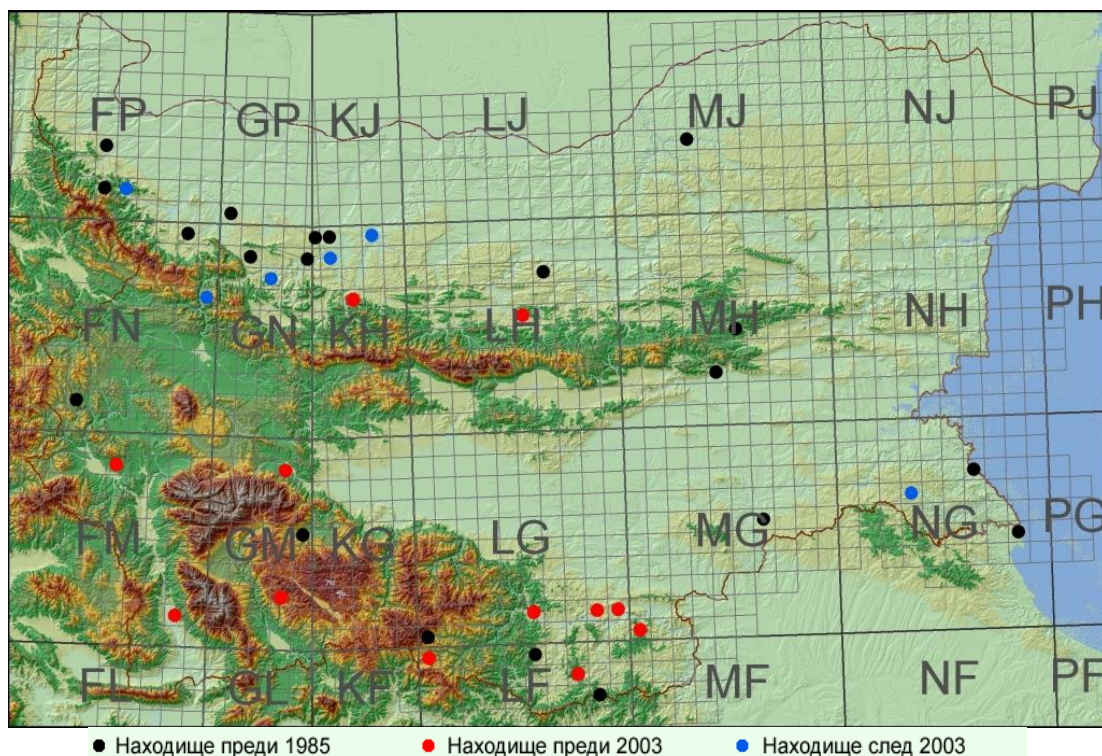 FP GP KJ LJ MJ NJ PJ
FN GN KH LH MH NH PH
FM GM KG LG MG NG PG
FL GL KF LF MF NF PF
Находище преди 1985 Находище преди 2003 Находище след 2003